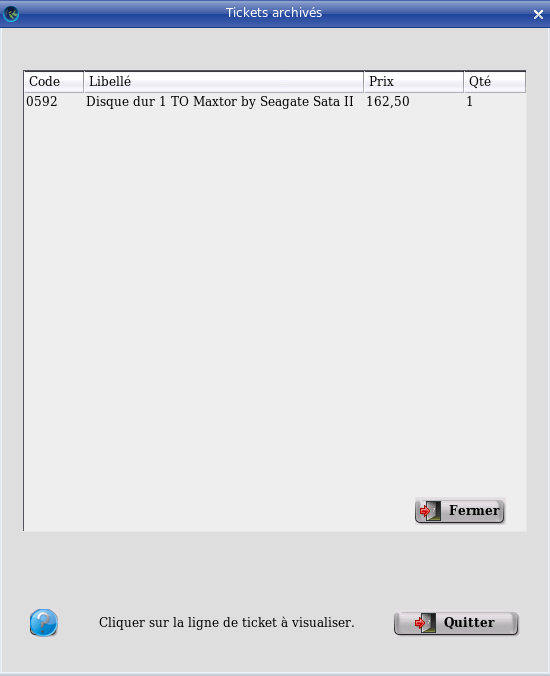 Tickets archivés
Code Libellé Prix Qté
0592 Disque dur 1 TO Maxtor by Seagate Sata II 162,50 1
Fermer
Cliquer sur la ligne de ticket à visualiser. Quitter